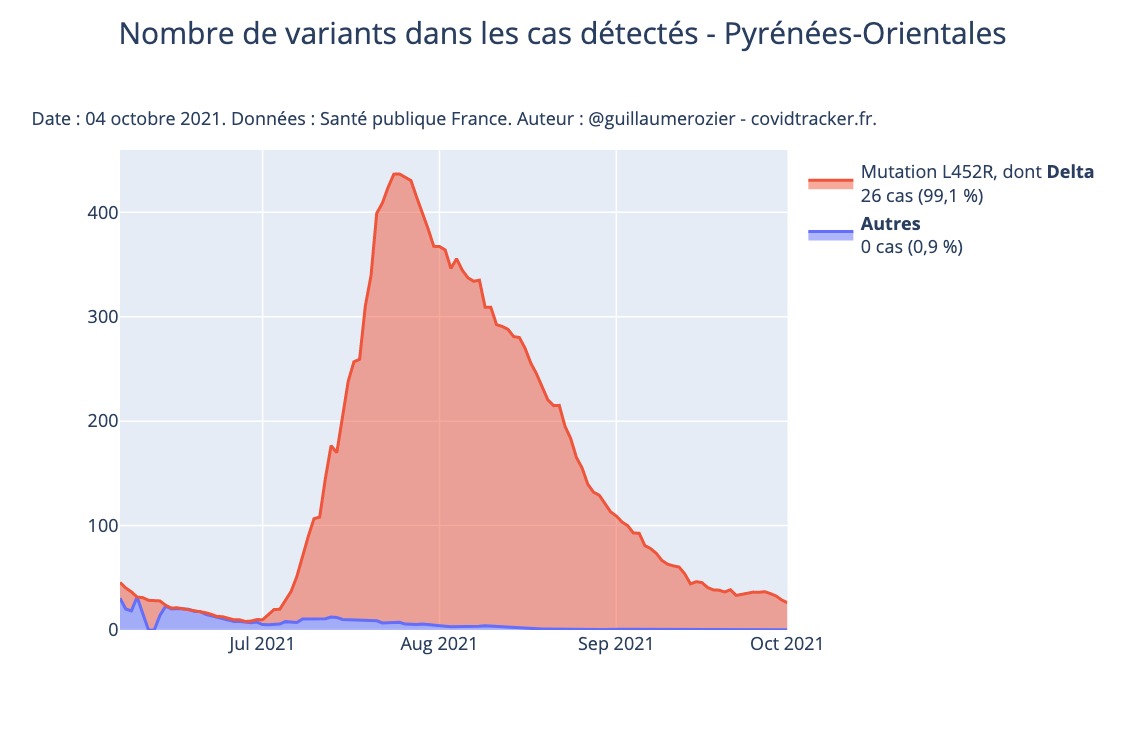 Nombre de variants dans les cas détectés - Pyrénées-Orientales
Date : 04 octobre 2021. Données : Santé publique France. Auteur : @guillaumerozier - covidtracker.fr.
Mutation L452R, dont Delta
26 cas (99,1 %)
Autres
0 cas (0,9 %)
400
300
200
100
0
Jul 2021 Aug 2021 Sep 2021 Oct 2021